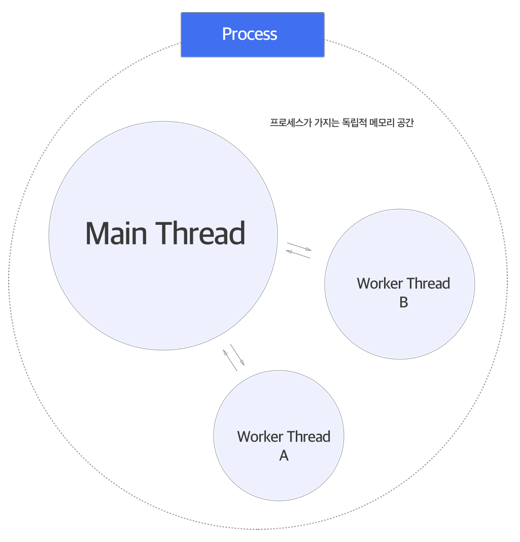 Process
프로세스가 가지는 독립적 메모리 공간
Main Thread
Worker Thread
B
Worker Thread
A